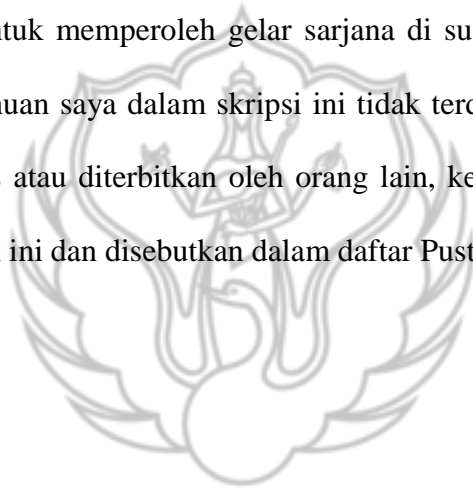 ntuk memperoleh gelar sarjana di su
huan saya dalam skripsi ini tidak terd
atau diterbitkan oleh orang lain, ke
ini dan disebutkan dalam daftar Pust